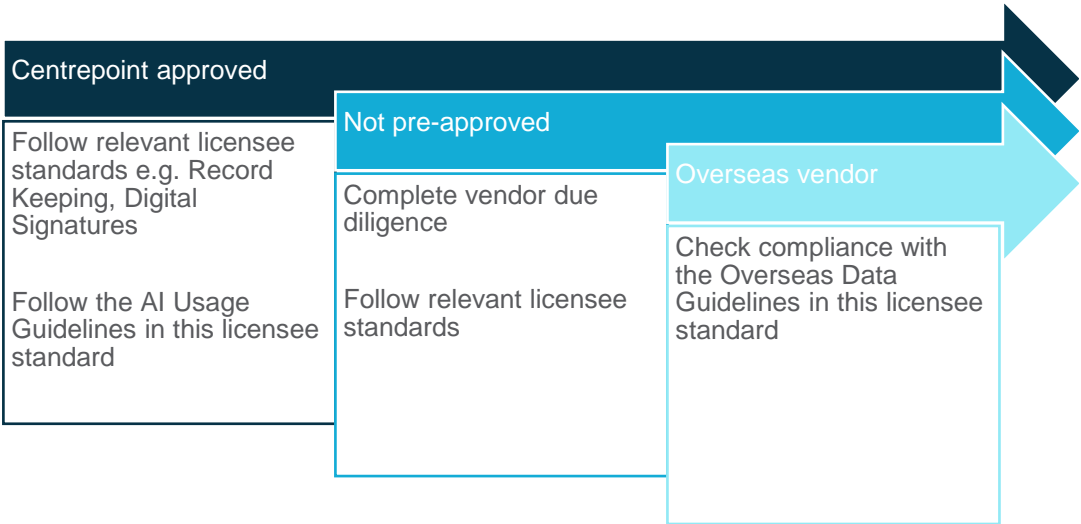 Centrepoint approved
Follow relevant licensee
standards e.g. Record
Keeping, Digital
Signatures
Follow the AI Usage
Guidelines in this licensee
standard
Not pre-approved
Complete vendor due
diligence
Follow relevant licensee
standards
Overseas vendor
Check compliance with
the Overseas Data
Guidelines in this licensee
standard